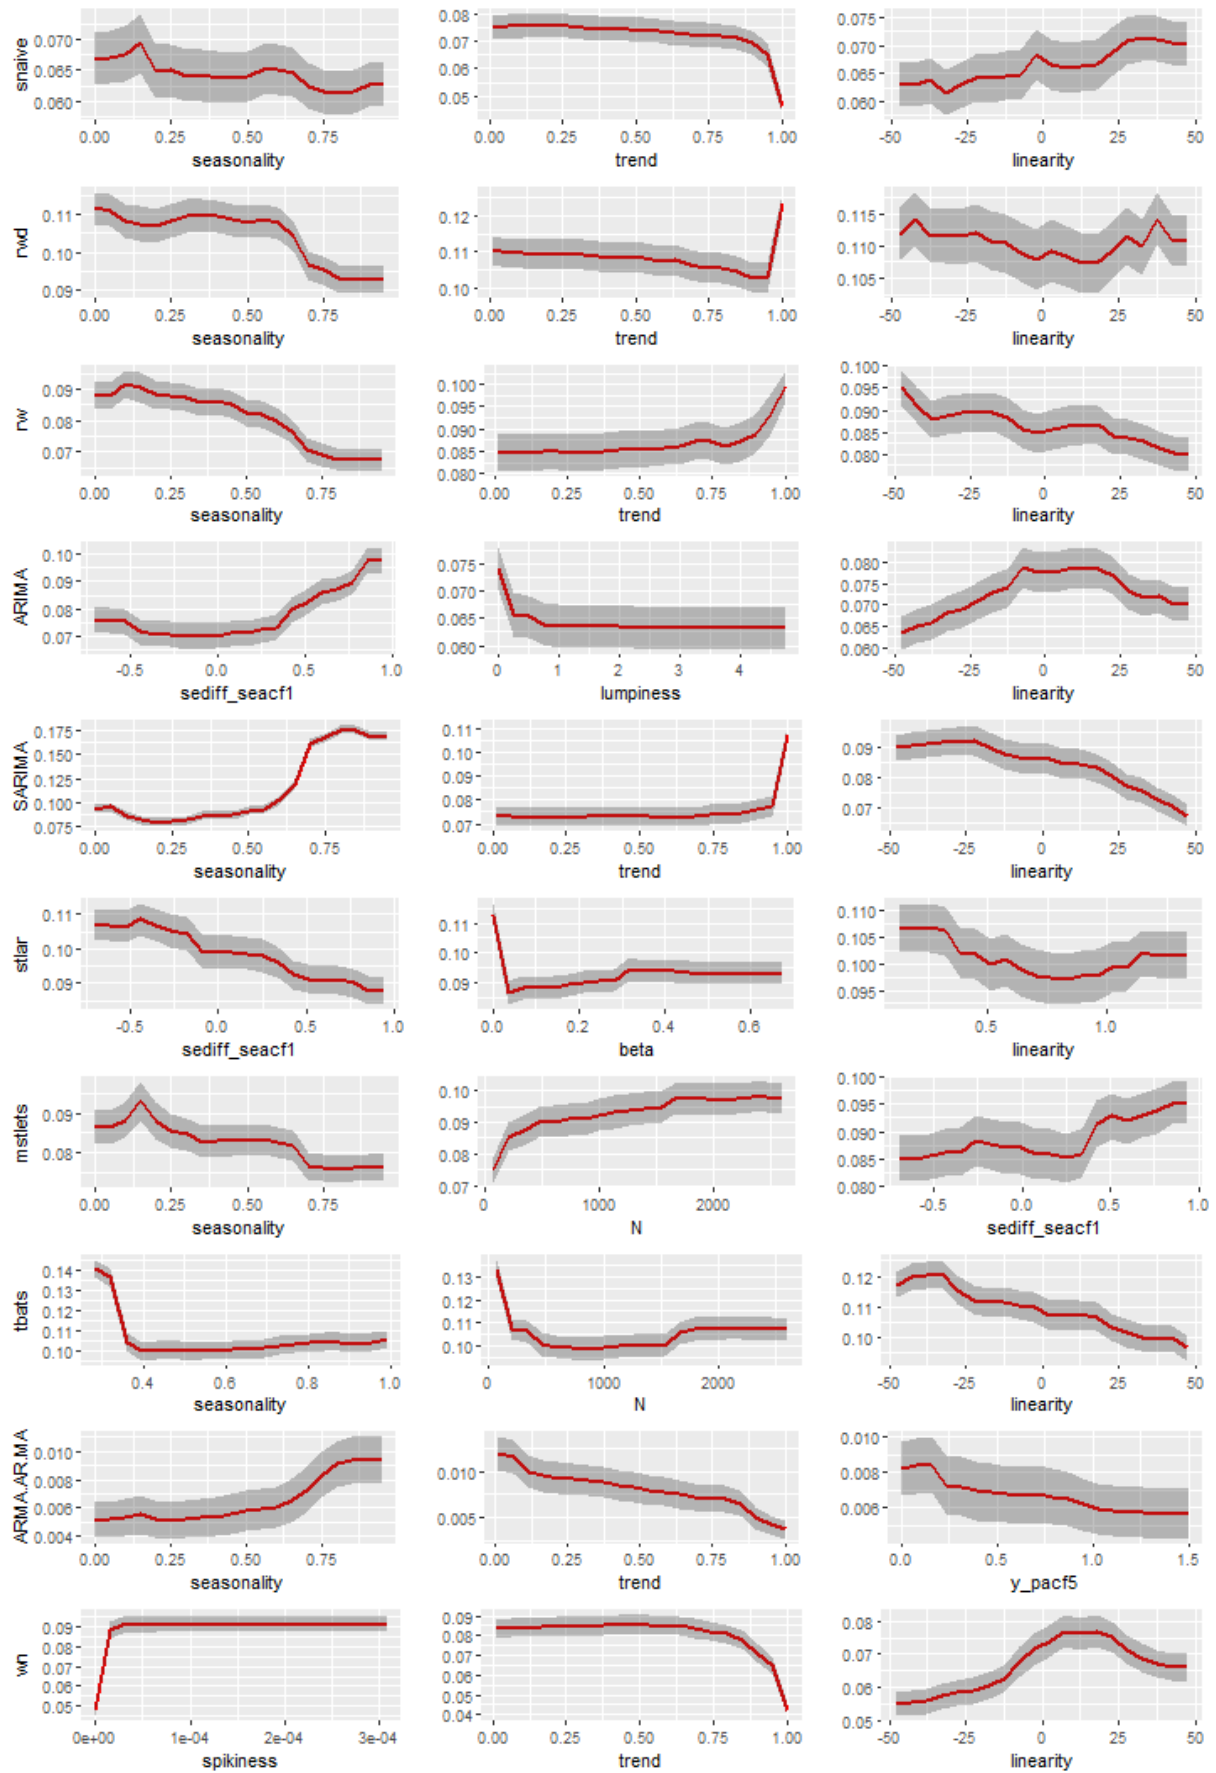 snaive
0.070
0.065
0.060
0.00 0.25 0.50 0.75
seasonality
0.08
0.07
0.06
0.05
0.00 0.25 0.50 0.75 1.00
trend
0.075
0.070
0.065
0.060
-50 -25 0 25 50
linearity
rwd
0.11
0.10
0.09
0.00 0.25 0.50 0.75
seasonality
0.12
0.11
0.10
0.00 0.25 0.50 0.75 1.00
trend
0.115
0.110
0.105
-50 -25 0 25 50
linearity
rw
0.09
0.08
0.07
0.00 0.25 0.50 0.75
seasonality
0.100
0.095
0.090
0.085
0.080
0.00 0.25 0.50 0.75 1.00
trend
0.100
0.095
0.090
0.085
0.080
-50 -25 0 25 50
linearity
ARIMA
0.10
0.09
0.08
0.07
-0.5 0.0 0.5 1.0
sediff_seacf1
0.075
0.070
0.065
0.060
0 1 2 3 4
lumpiness
0.080
0.075
0.070
0.065
0.060
-50 -25 0 25 50
linearity
SARIMA
0.175
0.150
0.125
0.100
0.075
0.00 0.25 0.50 0.75
seasonality
0.11
0.10
0.09
0.08
0.07
0.00 0.25 0.50 0.75 1.00
trend
0.09
0.08
0.07
-50 -25 0 25 50
linearity
stlar
0.11
0.10
0.09
-0.5 0.0 0.5 1.0
sediff_seacf1
0.11
0.10
0.09
0.0 0.2 0.4 0.6
beta
0.110
0.105
0.100
0.095
0.5 1.0
linearity
mstlets
0.09
0.08
0.00 0.25 0.50 0.75
seasonality
0.10
0.09
0.08
0.07
0 1000 2000
N
0.100
0.095
0.090
0.085
0.080
-0.5 0.0 0.5 1.0
sediff_seacf1
tbats
0.14
0.13
0.12
0.11
0.10
0.4 0.6 0.8 1.0
seasonality
0.13
0.12
0.11
0.10
0 1000 2000
N
0.12
0.11
0.10
-50 -25 0 25 50
linearity
ARMA.AR.MA
0.010
0.008
0.006
0.004
0.00 0.25 0.50 0.75
seasonality
0.010
0.005
0.00 0.25 0.50 0.75 1.00
trend
0.010
0.008
0.006
0.0 0.5 1.0 1.5
y_pacf5
wn
0.09
0.08
0.07
0.06
0.05
0e+00 1e-04 2e-04 3e-04
spikiness
0.09
0.08
0.07
0.06
0.05
0.04
0.00 0.25 0.50 0.75 1.00
trend
0.08
0.07
0.06
0.05
-50 -25 0 25 50
linearity